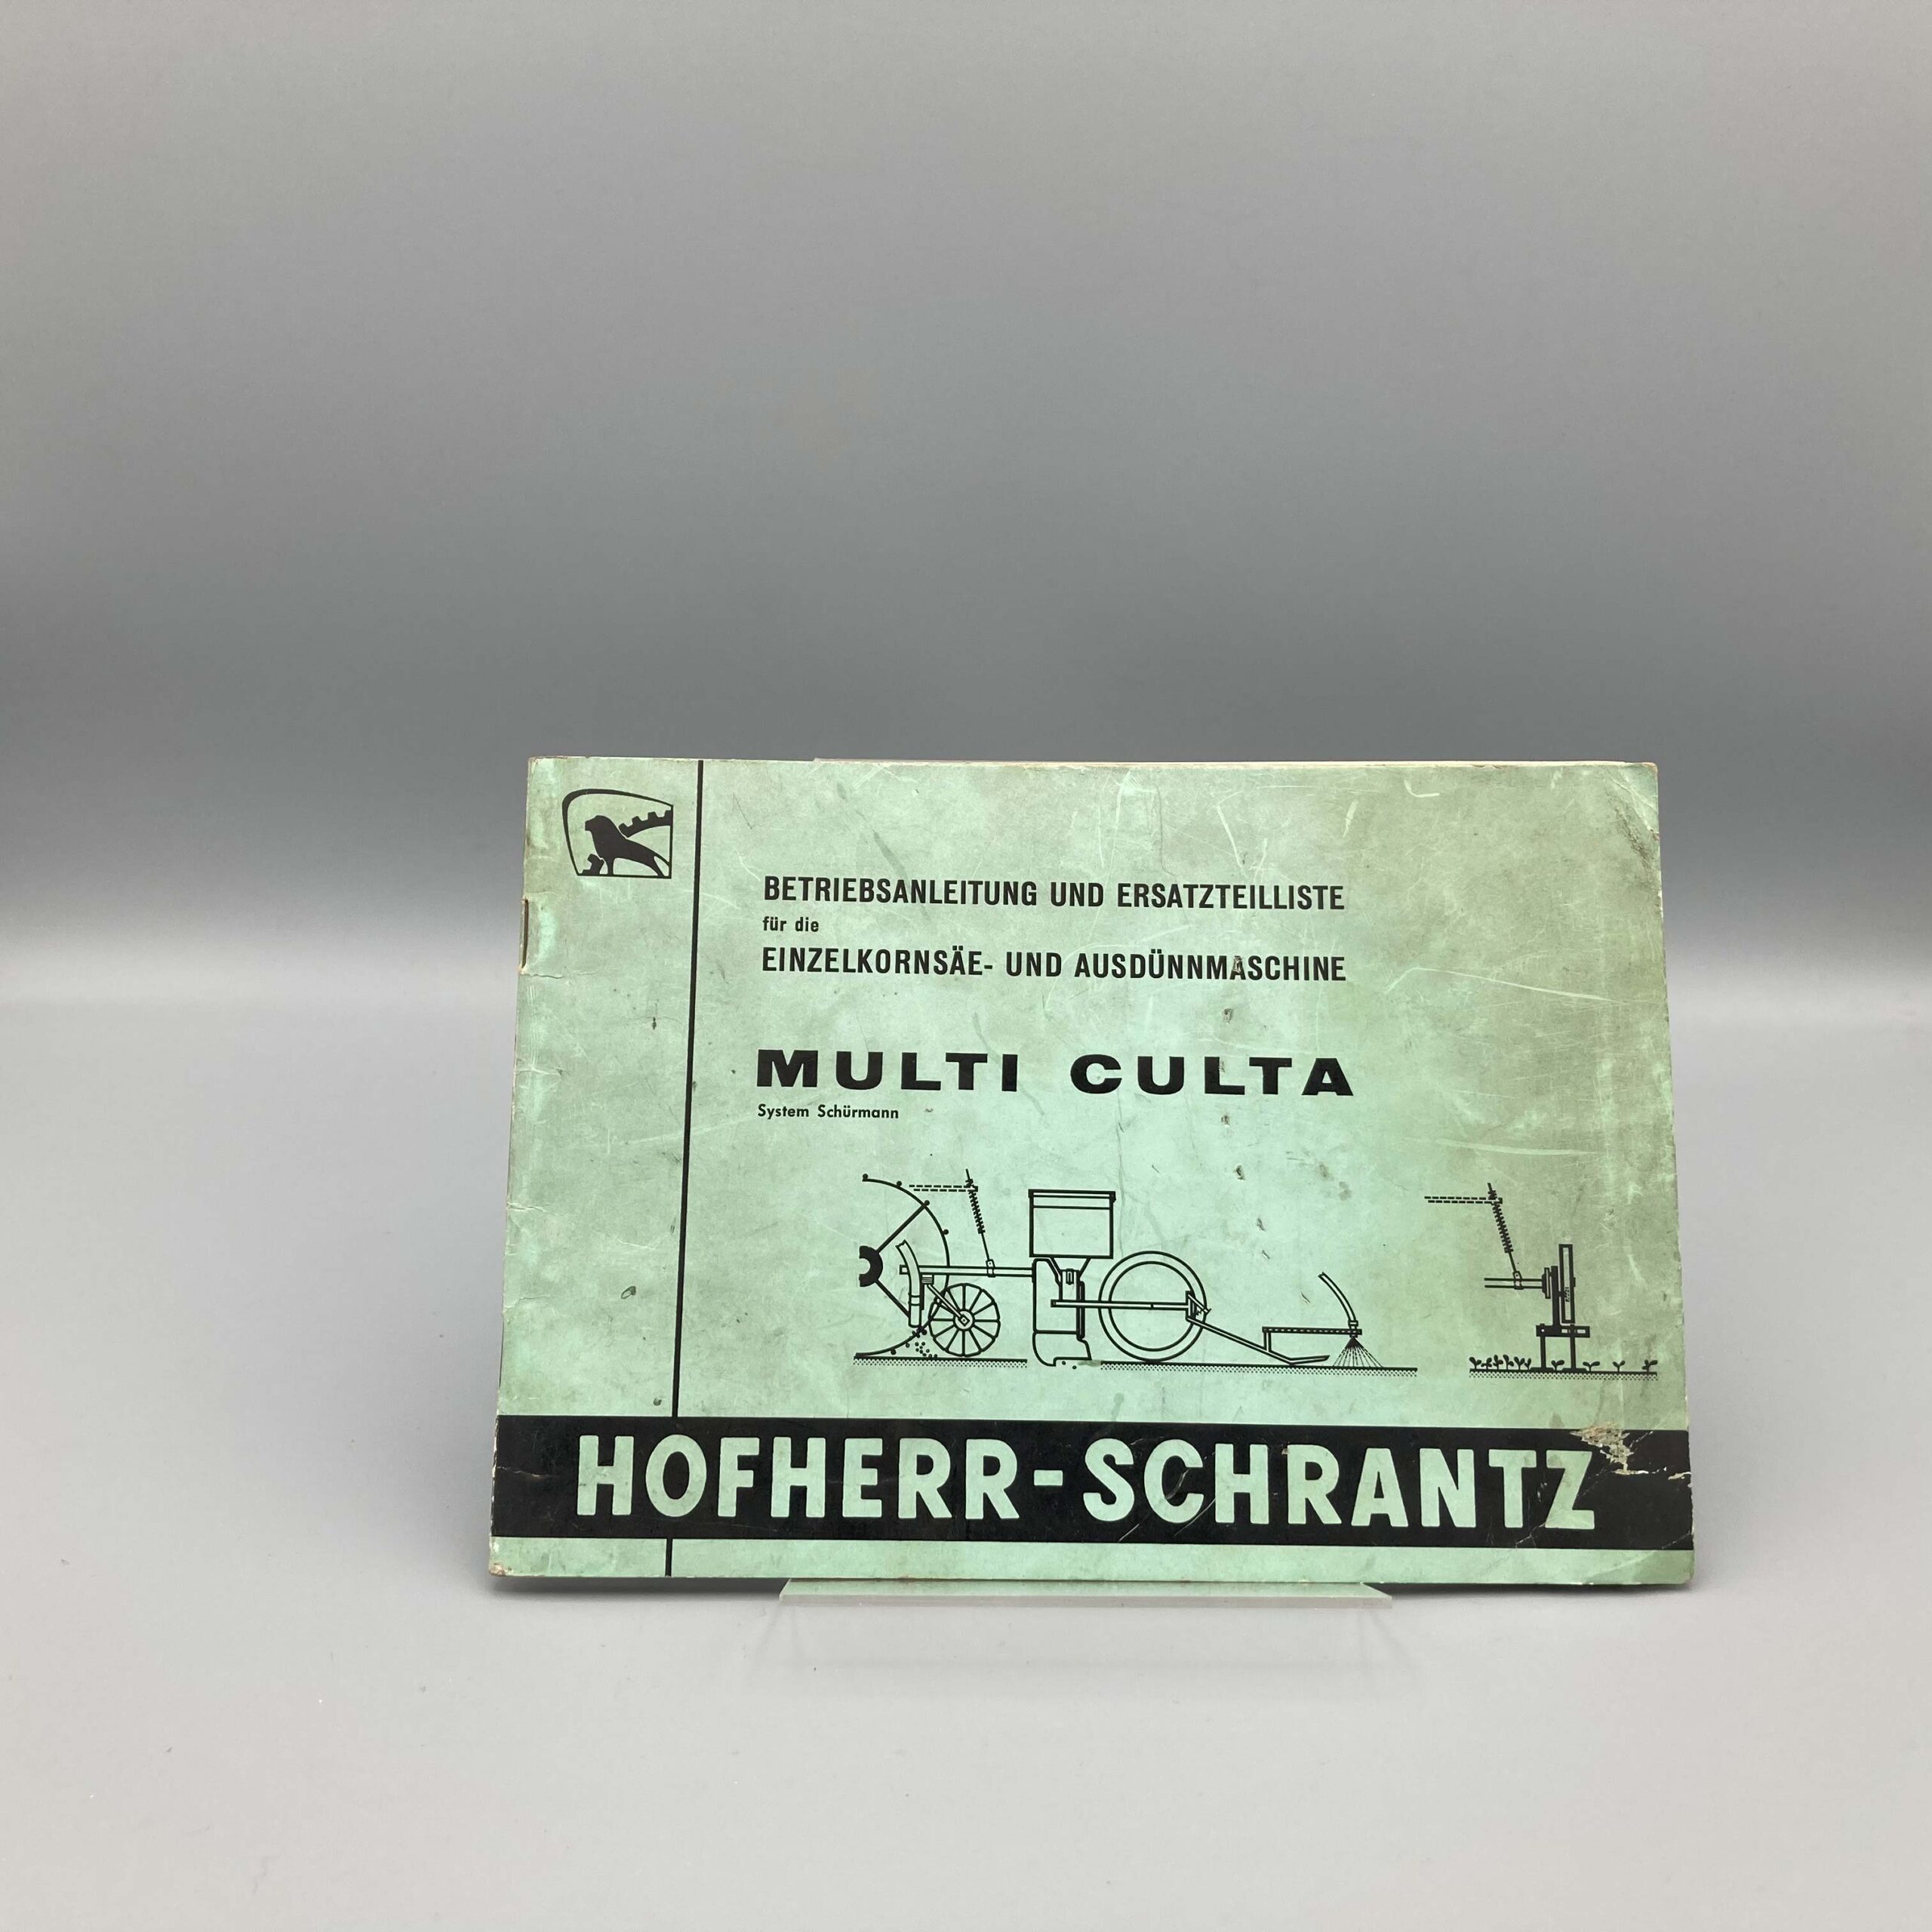 BETRIEBSANLEITUNG UND ERSATZTEILLISTE
für die
EINZELKORNSÄE- UND AUSDÜNNMASCHINE
MULTI CULTA
System Schürmann
HOFHERR-SCHRANTZ